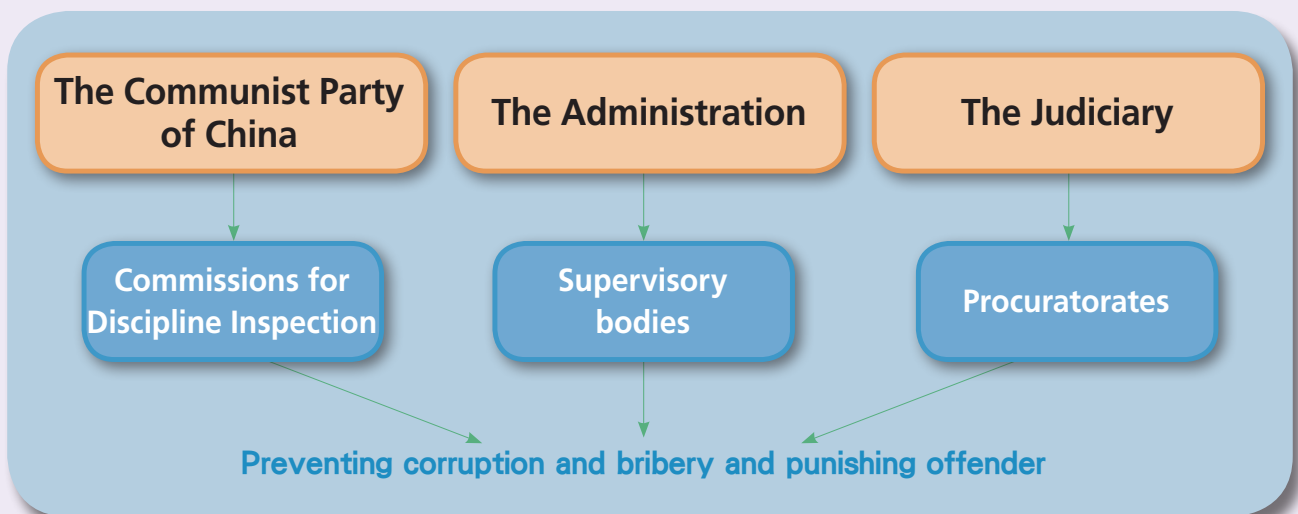 The Communist Party
of China
The Administration
The Judiciary
Commissions for
Discipline Inspection
Supervisory
bodies
Procuratorates
Preventing corruption and bribery and punishing offender